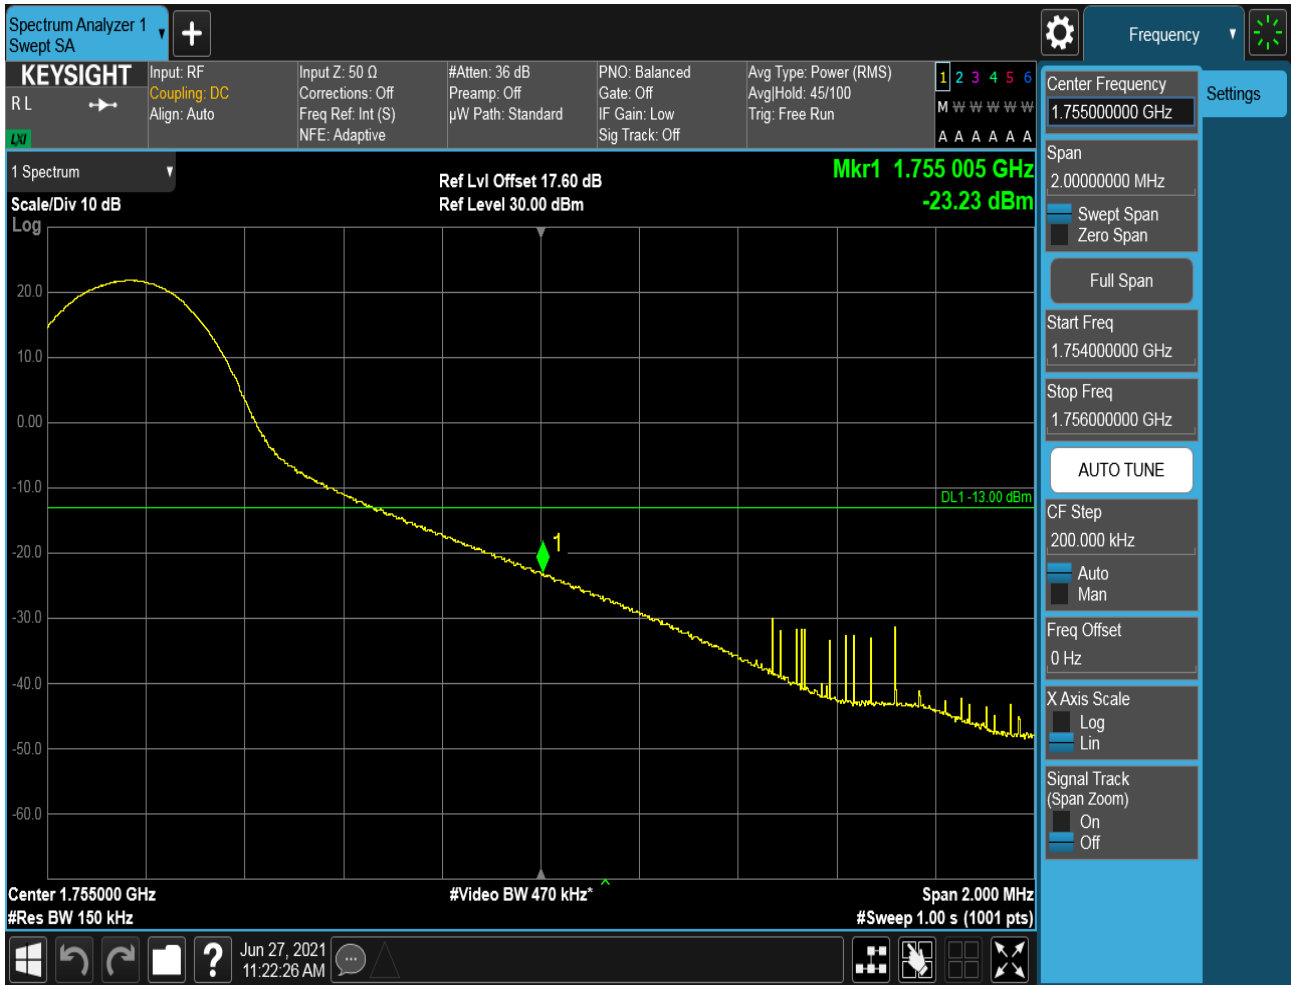 Spectrum Analyzer 1
Swept SA
Frequency
KEYSIGHT
R L
LXI
Input: RF
Coupling: DC
Align: Auto
Input Z: 50 Ω
Corrections: Off
Freq Ref: Int (S)
NFE: Adaptive
#Atten: 36 dB
Preamp: Off
µW Path: Standard
PNO: Balanced
Gate: Off
IF Gain: Low
Sig Track: Off
Avg Type: Power (RMS)
Avg|Hold: 45/100
Trig: Free Run
1 2 3 4 5 6
M W W W W W
A A A A A A
Center Frequency
1.755000000 GHz
Settings
Span
2.00000000 MHz
Swept Span
Zero Span
Full Span
Start Freq
1.754000000 GHz
Stop Freq
1.756000000 GHz
AUTO TUNE
CF Step
200.000 kHz
Auto
Man
Freq Offset
0 Hz
X Axis Scale
Log
Lin
Signal Track
(Span Zoom)
On
Off
1 Spectrum
Scale/Div 10 dB
Log
Ref Lvl Offset 17.60 dB
Ref Level 30.00 dBm
Mkr1 1.755 005 GHz
-23.23 dBm
20.0
10.0
0.00
-10.0
DL1 -13.00 dBm
1
-20.0
-30.0
-40.0
-50.0
-60.0
Center 1.755000 GHz
#Video BW 470 kHz*
Span 2.000 MHz
#Res BW 150 kHz
#Sweep 1.00 s (1001 pts)
?
Jun 27, 2021
11:22:26 AM